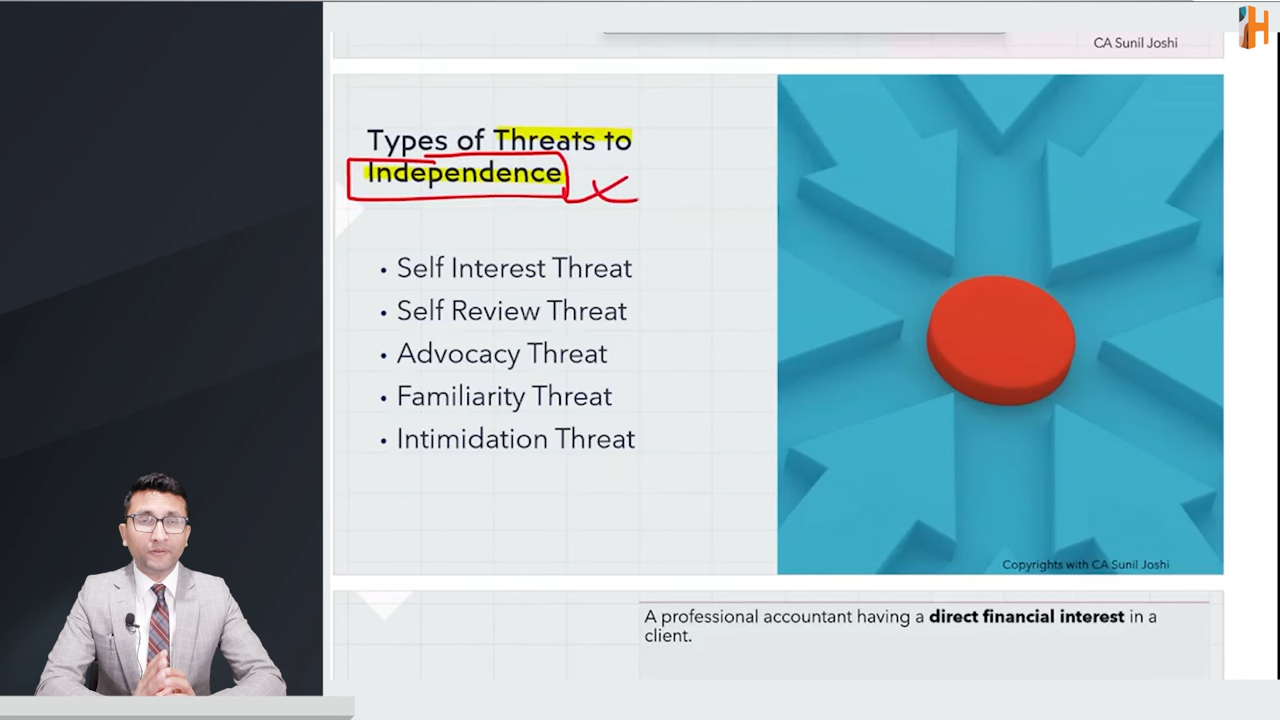 H
CA Sunil Joshi
Types of Threats to
Independence
• Self Interest Threat
• Self Review Threat
• Advocacy Threat
• Familiarity Threat
• Intimidation Threat
Copyrights with CA Sunil Joshi
A professional accountant having a direct financial interest in a
client.